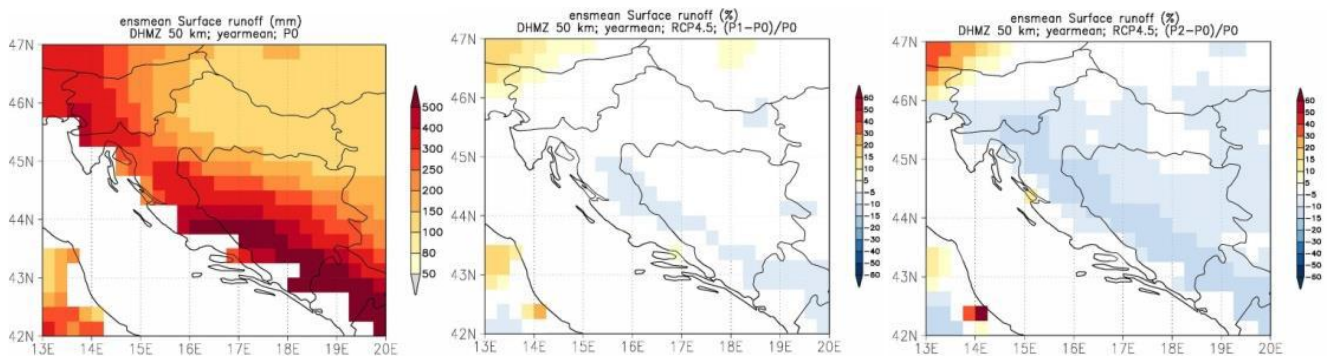 ensmean Surface runoff (mm)
DHMZ 50 km; yearmean; P0
47N
46N
45N
44N
43N
42N
13E 14E 15E 16E 17E 18E 19E 20E
500
400
300
250
200
150
100
80
50
ensmean Surface runoff (%)
DHMZ 50 km; yearmean; RCP4.5; (P1-P0)/P0
47N
46N
45N
44N
43N
42N
13E 14E 15E 16E 17E 18E 19E 20E
60
50
40
30
20
15
10
5
-5
-10
-15
-20
-30
-40
-50
-60
ensmean Surface runoff (%)
DHMZ 50 km; yearmean; RCP4.5; (P2-P0)/P0
47N
46N
45N
44N
43N
42N
13E 14E 15E 16E 17E 18E 19E 20E
60
50
40
30
20
15
10
5
-5
-10
-15
-20
-30
-40
-50
-60